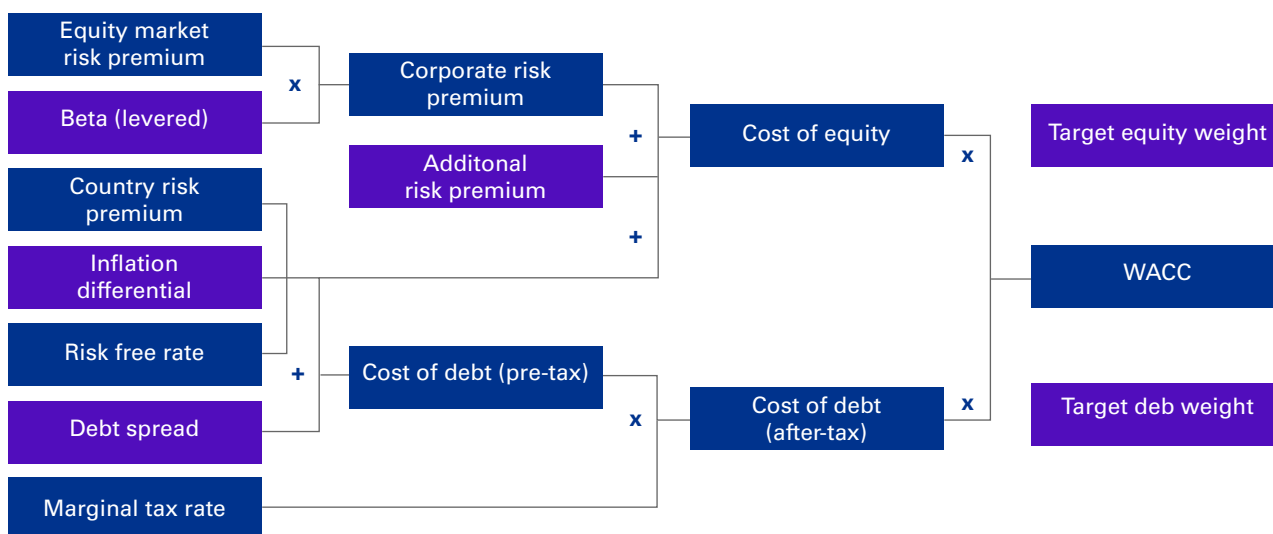 Equity market
risk premium
x
Beta (levered)
Corporate risk
premium
+
Additonal
risk premium
Cost of equity
x
Target equity weight
Country risk
premium
+
Inflation
differential
WACC
Risk free rate
+
Cost of debt (pre-tax)
x
Debt spread
Cost of debt
(after-tax)
x
Target deb weight
Marginal tax rate